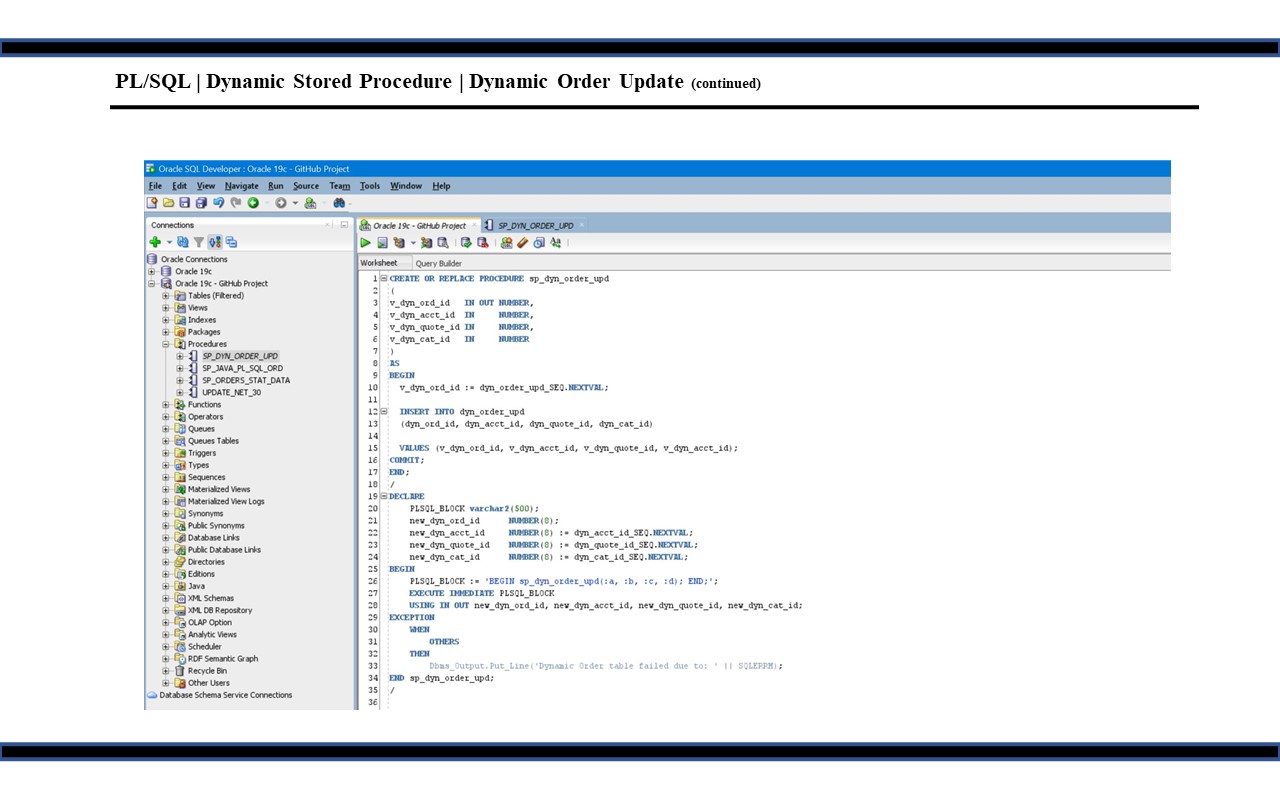 PL/SQL | Dynamic Stored Procedure | Dynamic Order Update (continued)
Oracle SQL Developer : Oracle 19c - GitHub Project
File Edit View Navigate Run Source Team Tools Window Help
Connections
Oracle Connections
Oracle 19c
Oracle 19c - GitHub Project
Tables (Filtered)
Views
Indexes
Packages
Procedures
SP_DYN_ORDER_UPD
SP_JAVA_PL_SQL_ORD
SP_ORDERS_STAT_DATA
UPDATE_NET_30
Functions
Operators
Queues
Queues Tables
Triggers
Types
Sequences
Materialized Views
Materialized View Logs
Synonyms
Public Synonyms
Database Links
Public Database Links
Directories
Editions
Java
XML Schemas
XML DB Repository
OLAP Option
Analytic Views
Scheduler
RDF Semantic Graph
Recycle Bin
Other Users
Database Schema Service Connections
Oracle 19c - GitHub Project SP_DYN_ORDER_UPD
Worksheet Query Builder
1 CREATE OR REPLACE PROCEDURE sp_dyn_order_upd
2 (
3 v_dyn_ord_id IN OUT NUMBER,
4 v_dyn_acct_id IN NUMBER,
5 v_dyn_quote_id IN NUMBER,
6 v_dyn_cat_id IN NUMBER
7 )
8 AS
9 BEGIN
10 v_dyn_ord_id := dyn_order_upd_SEQ.NEXTVAL;
11
12 INSERT INTO dyn_order_upd
13 (dyn_ord_id, dyn_acct_id, dyn_quote_id, dyn_cat_id)
14
15 VALUES (v_dyn_ord_id, v_dyn_acct_id, v_dyn_quote_id, v_dyn_acct_id);
16 COMMIT;
17 END;
18 /
19 DECLARE
20 PLSQL_BLOCK varchar2(500);
21 new_dyn_ord_id NUMBER(8);
22 new_dyn_acct_id NUMBER(8) := dyn_acct_id_SEQ.NEXTVAL;
23 new_dyn_quote_id NUMBER(8) := dyn_quote_id_SEQ.NEXTVAL;
24 new_dyn_cat_id NUMBER(8) := dyn_cat_id_SEQ.NEXTVAL;
25 BEGIN
26 PLSQL_BLOCK := 'BEGIN sp_dyn_order_upd(:a, :b, :c, :d); END;';
27 EXECUTE IMMEDIATE PLSQL_BLOCK
28 USING IN OUT new_dyn_ord_id, new_dyn_acct_id, new_dyn_quote_id, new_dyn_cat_id;
29 EXCEPTION
30 WHEN
31 OTHERS
32 THEN
33 Dbms_Output.Put_Line('Dynamic Order table failed due to: ' || SQLERRM);
34 END sp_dyn_order_upd;
35 /
36